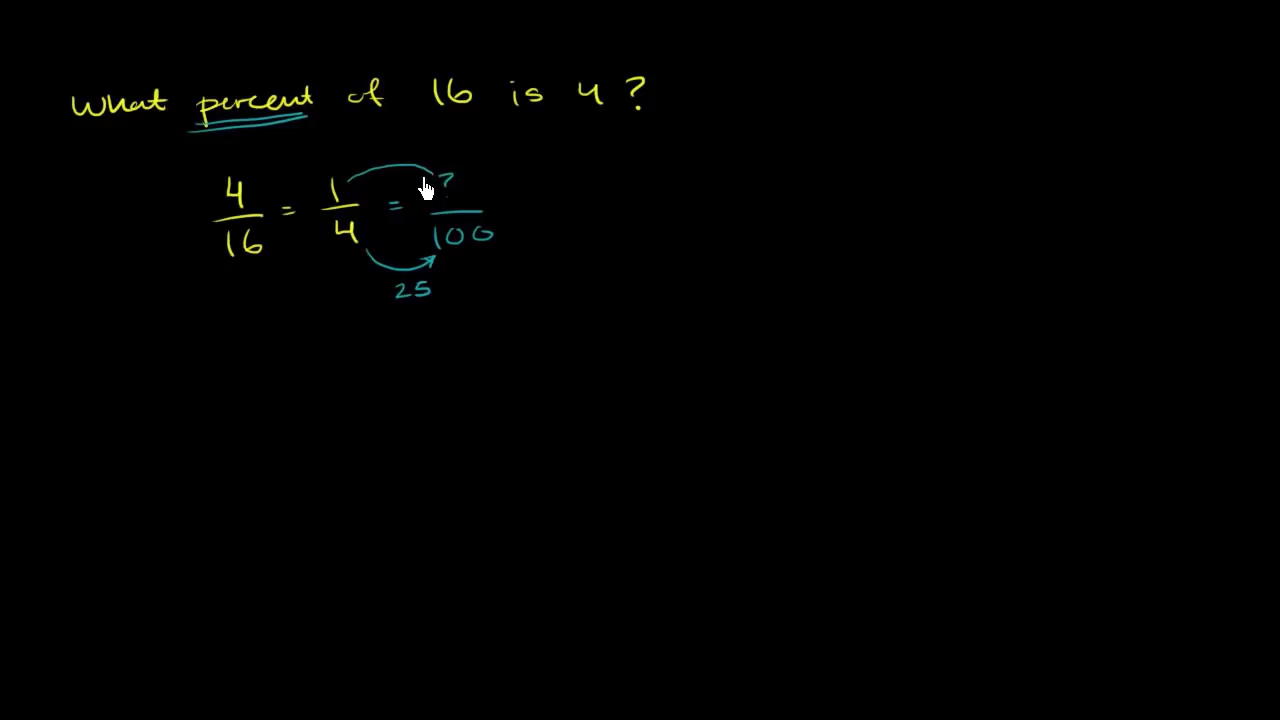 What percent of 16 is 4?
4/16 = 1/4 = ?/100
25